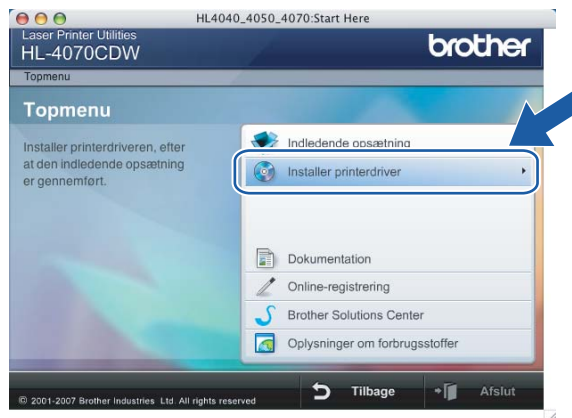 HL4040_4050_4070:Start Here
Laser Printer Utilities
HL-4070CDW
brother
Topmenu
Topmenu
Installer printerdriveren, efter
at den indledende opsætning
er gennemført.
Indledende opsætning
Installer printerdriver
Dokumentation
Online-registrering
Brother Solutions Center
Oplysninger om forbrugsstoffer
© 2001-2007 Brother Industries Ltd. All rights reserved
Tilbage
Afslut